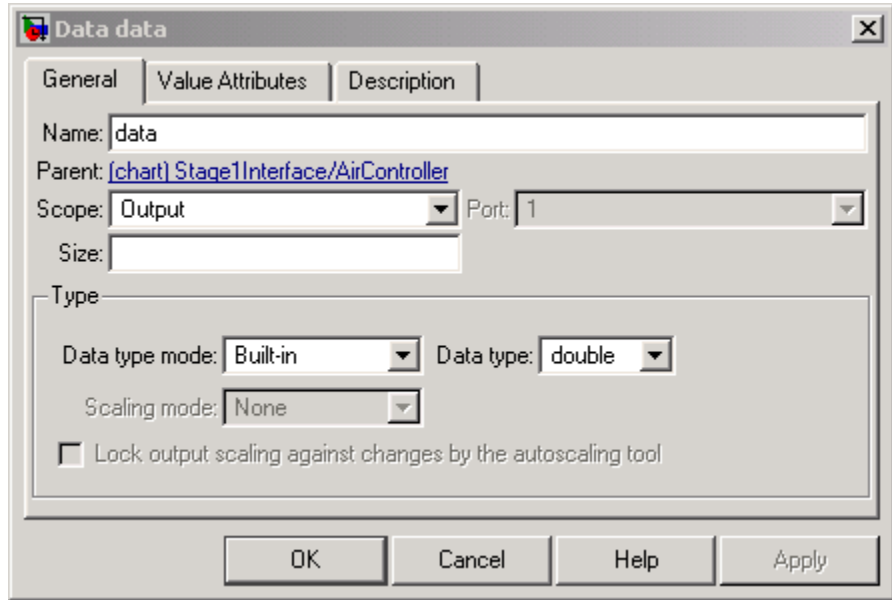 Data data
General Value Attributes Description
Name: data
Parent: (chart) Stage1Interface/AirController
Scope: Output Port: 1
Size:
Type
Data type mode: Built-in Data type: double
Scaling mode: None
Lock output scaling against changes by the autoscaling tool
OK Cancel Help Apply